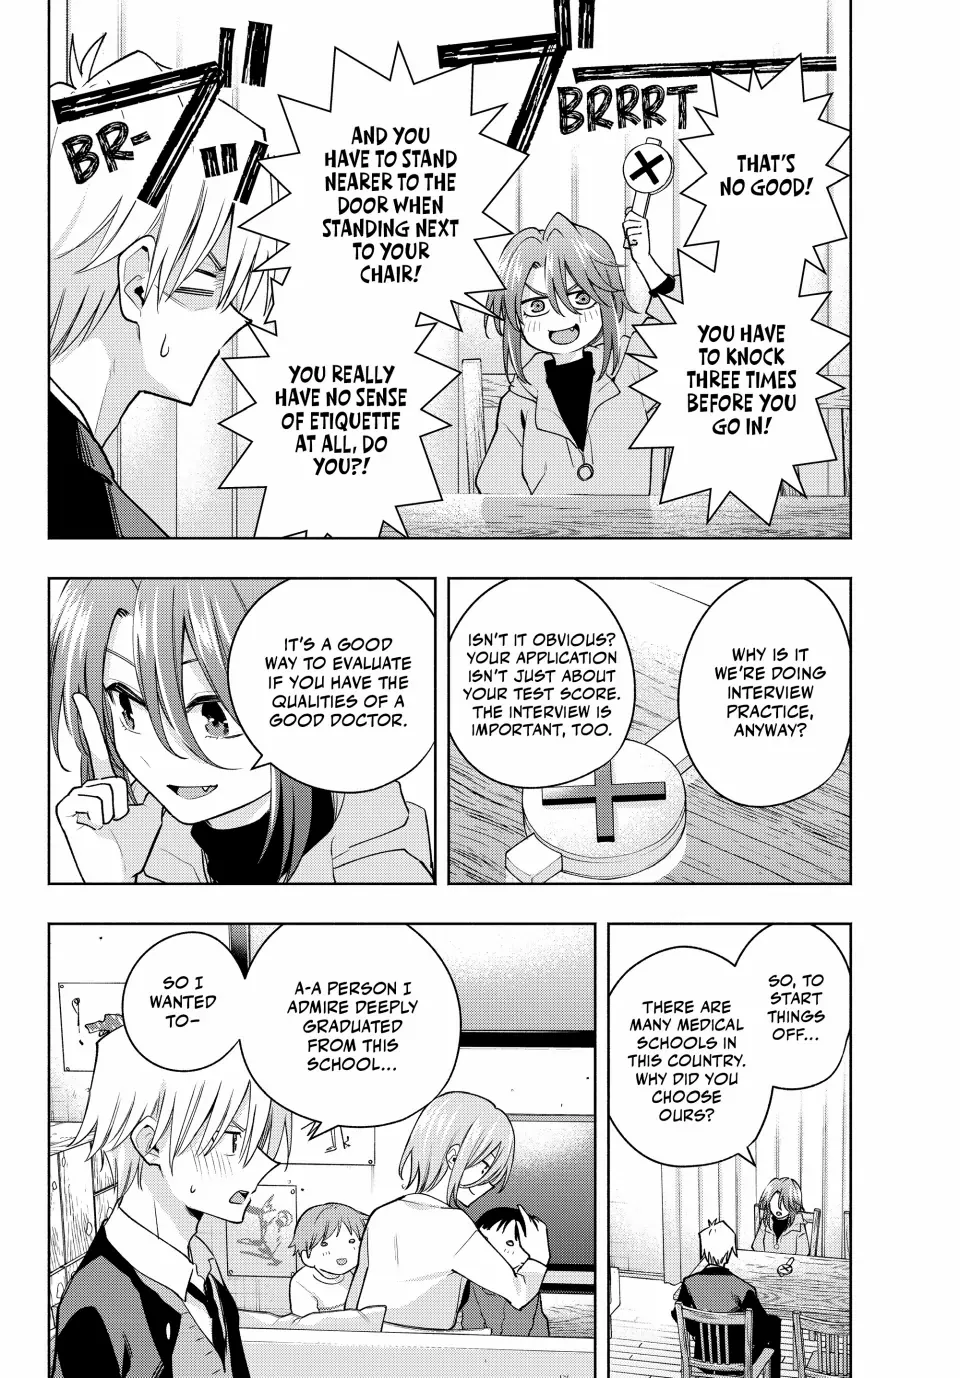 THAT'S
NO GOOD!
YOU HAVE
TO KNOCK
THREE TIMES
BEFORE YOU
GO IN!
BRRRT
AND YOU
HAVE TO STAND
NEARER TO THE
DOOR WHEN
STANDING NEXT
TO YOUR
CHAIR!
YOU REALLY
HAVE NO SENSE
OF ETIQUETTE
AT ALL, DO
YOU?!
BR-
WHY IS IT
WE'RE DOING
INTERVIEW
PRACTICE,
ANYWAY?
ISN'T IT OBVIOUS?
YOUR APPLICATION
ISN'T JUST ABOUT
YOUR TEST SCORE.
THE INTERVIEW IS
IMPORTANT, TOO.
IT'S A GOOD
WAY TO EVALUATE
IF YOU HAVE THE
QUALITIES OF A
GOOD DOCTOR.
SO, TO
START
THINGS
OFF...
THERE ARE
MANY MEDICAL
SCHOOLS IN
THIS COUNTRY.
WHY DID YOU
CHOOSE
OURS?
A-A PERSON I
ADMIRE DEEPLY
GRADUATED
FROM THIS
SCHOOL...
SO I
WANTED
TO-